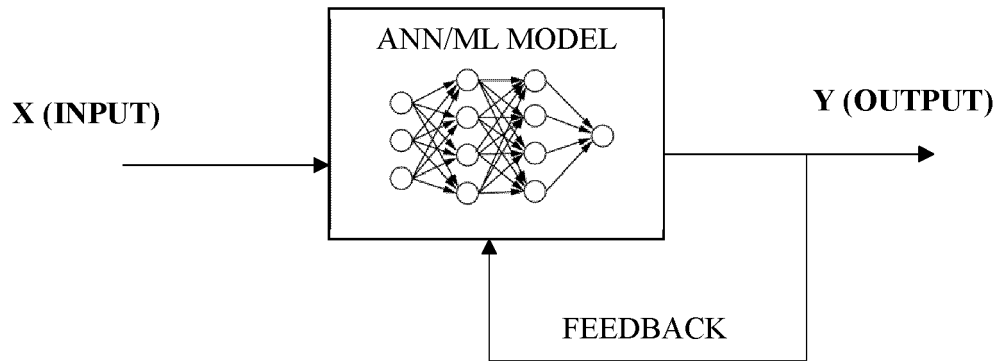 ANN/ML MODEL
X (INPUT)
Y (OUTPUT)
FEEDBACK